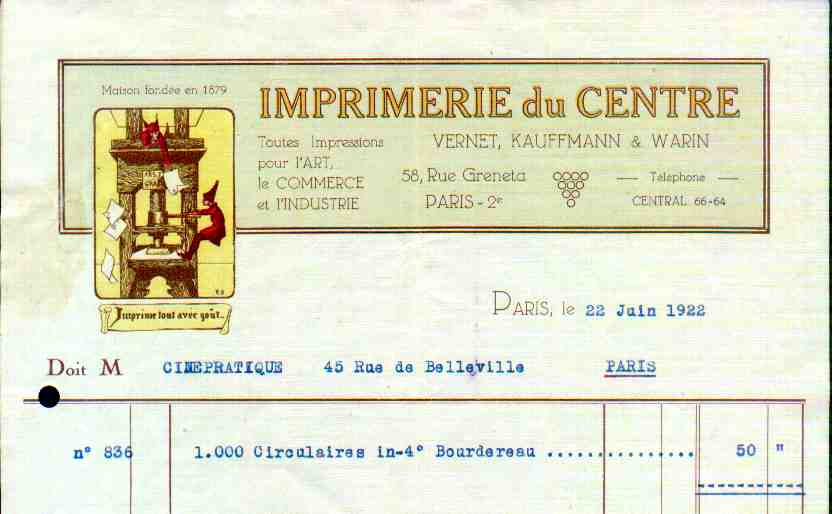 Maison fondée en 1879
IMPRIMERIE du CENTRE
Toutes Impressions
pour l'ART,
le COMMERCE
et l'INDUSTRIE
VERNET, KAUFFMANN & WARIN
58, Rue Greneta
PARIS - 2e
Téléphone
CENTRAL 66-64
Imprime tout avec goût..
PARIS, le 22 Juin 1922
Doit M CINEPRATIQUE 45 Rue de Belleville PARIS
n° 836 1.000 Circulaires in-4° Bourdereau ............... 50 "